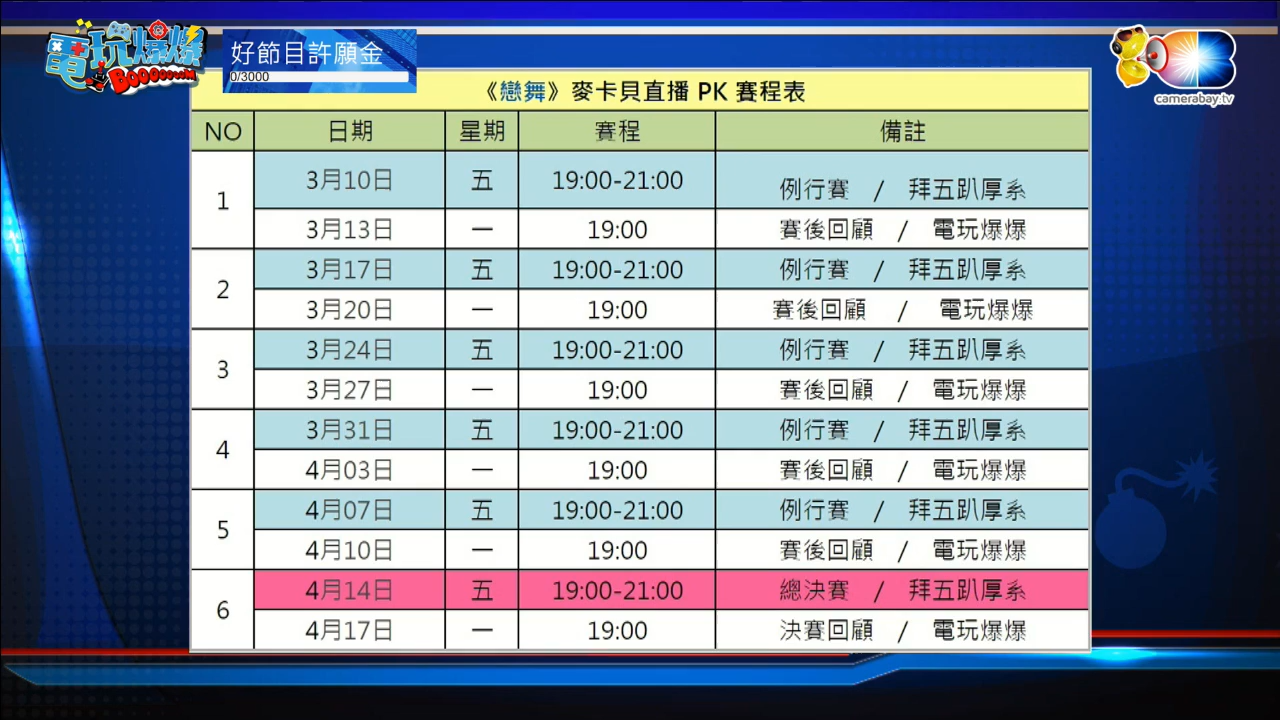 電玩爆爆
BOOOOOOM
好節目許願金
0/3000
camerabay.tv
《戀舞》麥卡貝直播 PK 賽程表
NO 日期 星期 賽程 備註
1 3月10日 五 19:00-21:00 例行賽 / 拜五趴厚系
3月13日 一 19:00 賽後回顧 / 電玩爆爆
2 3月17日 五 19:00-21:00 例行賽 / 拜五趴厚系
3月20日 一 19:00 賽後回顧 / 電玩爆爆
3 3月24日 五 19:00-21:00 例行賽 / 拜五趴厚系
3月27日 一 19:00 賽後回顧 / 電玩爆爆
4 3月31日 五 19:00-21:00 例行賽 / 拜五趴厚系
4月03日 一 19:00 賽後回顧 / 電玩爆爆
5 4月07日 五 19:00-21:00 例行賽 / 拜五趴厚系
4月10日 一 19:00 賽後回顧 / 電玩爆爆
6 4月14日 五 19:00-21:00 總決賽 / 拜五趴厚系
4月17日 一 19:00 決賽回顧 / 電玩爆爆